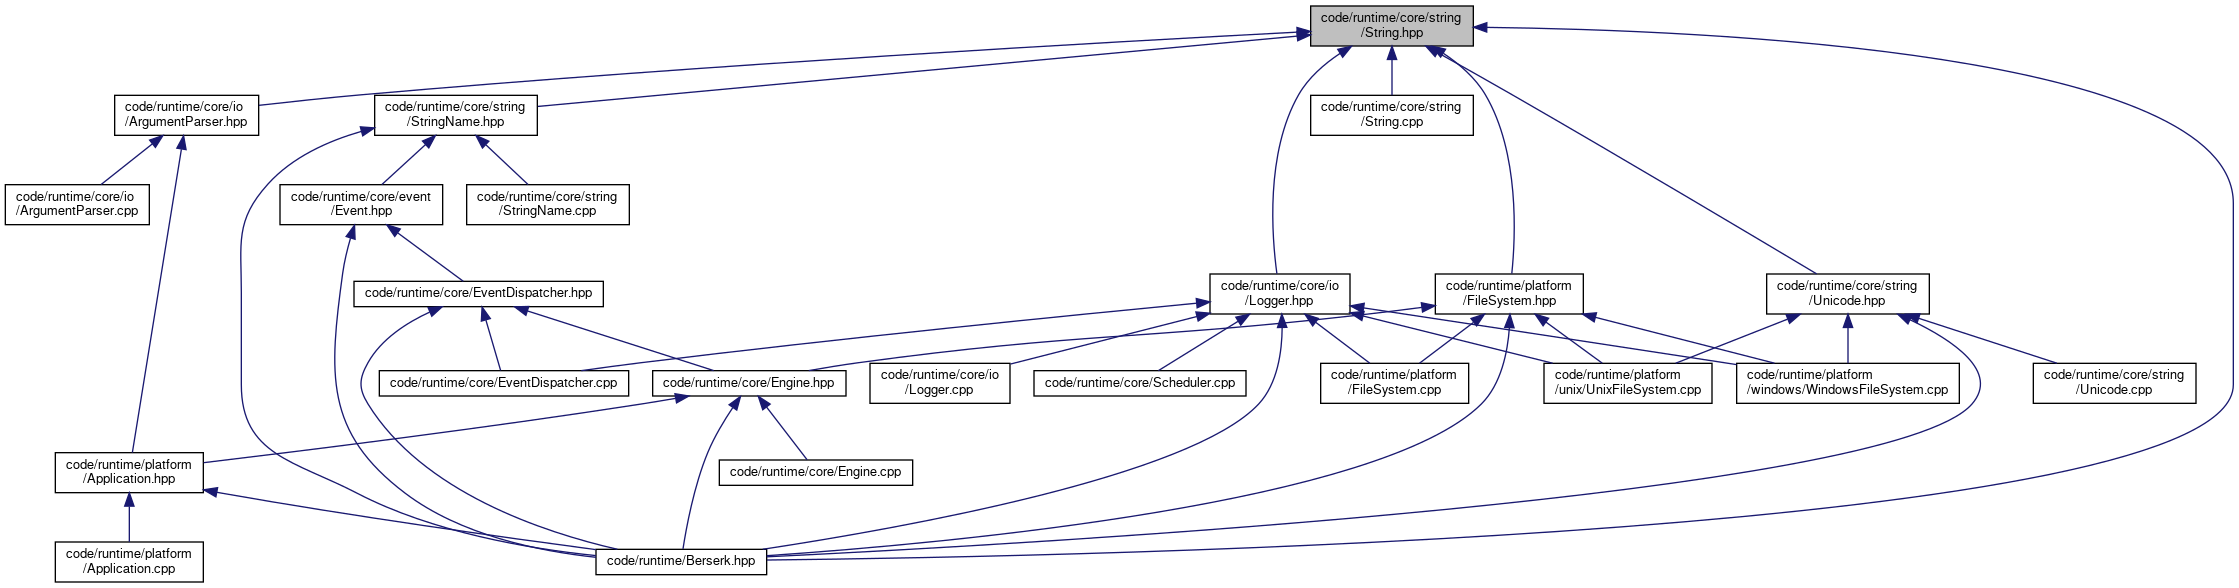 code/runtime/core/string
/String.hpp
code/runtime/core/io
/ArgumentParser.hpp
code/runtime/core/string
/StringName.hpp
code/runtime/core/string
/String.cpp
code/runtime/core/io
/ArgumentParser.cpp
code/runtime/core/event
/Event.hpp
code/runtime/core/string
/StringName.cpp
code/runtime/core/EventDispatcher.hpp
code/runtime/core/io
/Logger.hpp
code/runtime/platform
/FileSystem.hpp
code/runtime/core/string
/Unicode.hpp
code/runtime/core/EventDispatcher.cpp
code/runtime/core/Engine.hpp
code/runtime/core/io
/Logger.cpp
code/runtime/core/Scheduler.cpp
code/runtime/platform
/FileSystem.cpp
code/runtime/platform
/unix/UnixFileSystem.cpp
code/runtime/platform
/windows/WindowsFileSystem.cpp
code/runtime/core/string
/Unicode.cpp
code/runtime/platform
/Application.hpp
code/runtime/core/Engine.cpp
code/runtime/platform
/Application.cpp
code/runtime/Berserk.hpp